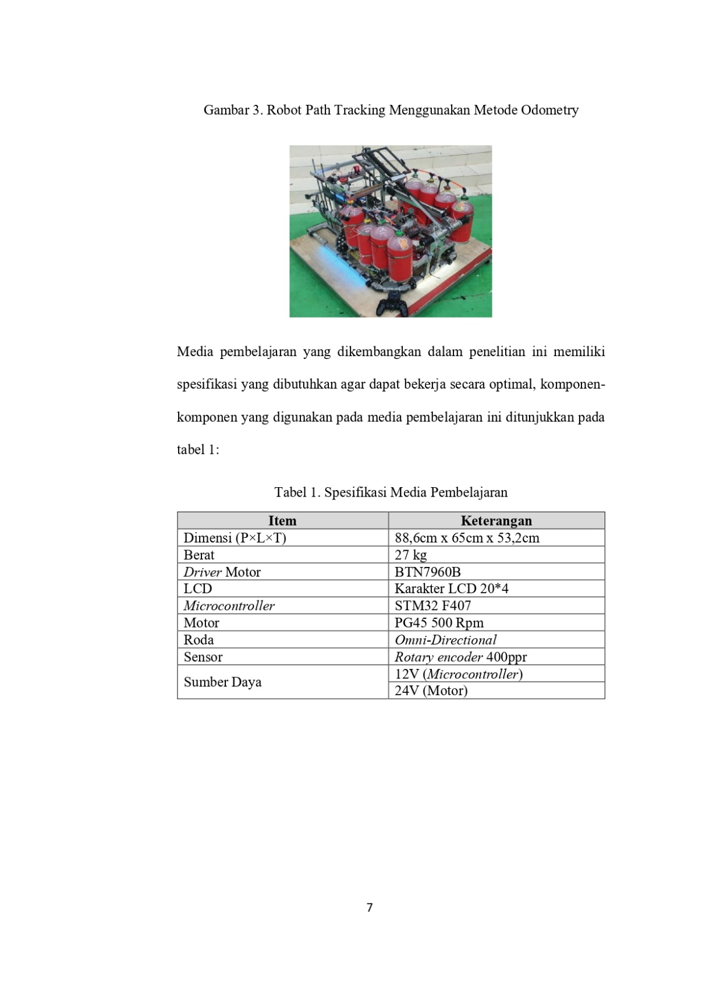 Gambar 3. Robot Path Tracking Menggunakan Metode Odometry
Media pembelajaran yang dikembangkan dalam penelitian ini memiliki
spesifikasi yang dibutuhkan agar dapat bekerja secara optimal, komponen-
komponen yang digunakan pada media pembelajaran ini ditunjukkan pada
tabel 1:
Tabel 1. Spesifikasi Media Pembelajaran
Item Keterangan
Dimensi (P×L×T) 88,6cm x 65cm x 53,2cm
Berat 27 kg
Driver Motor BTN7960B
LCD Karakter LCD 20*4
Microcontroller STM32 F407
Motor PG45 500 Rpm
Roda Omni-Directional
Sensor Rotary encoder 400ppr
Sumber Daya 12V (Microcontroller)
24V (Motor)
7